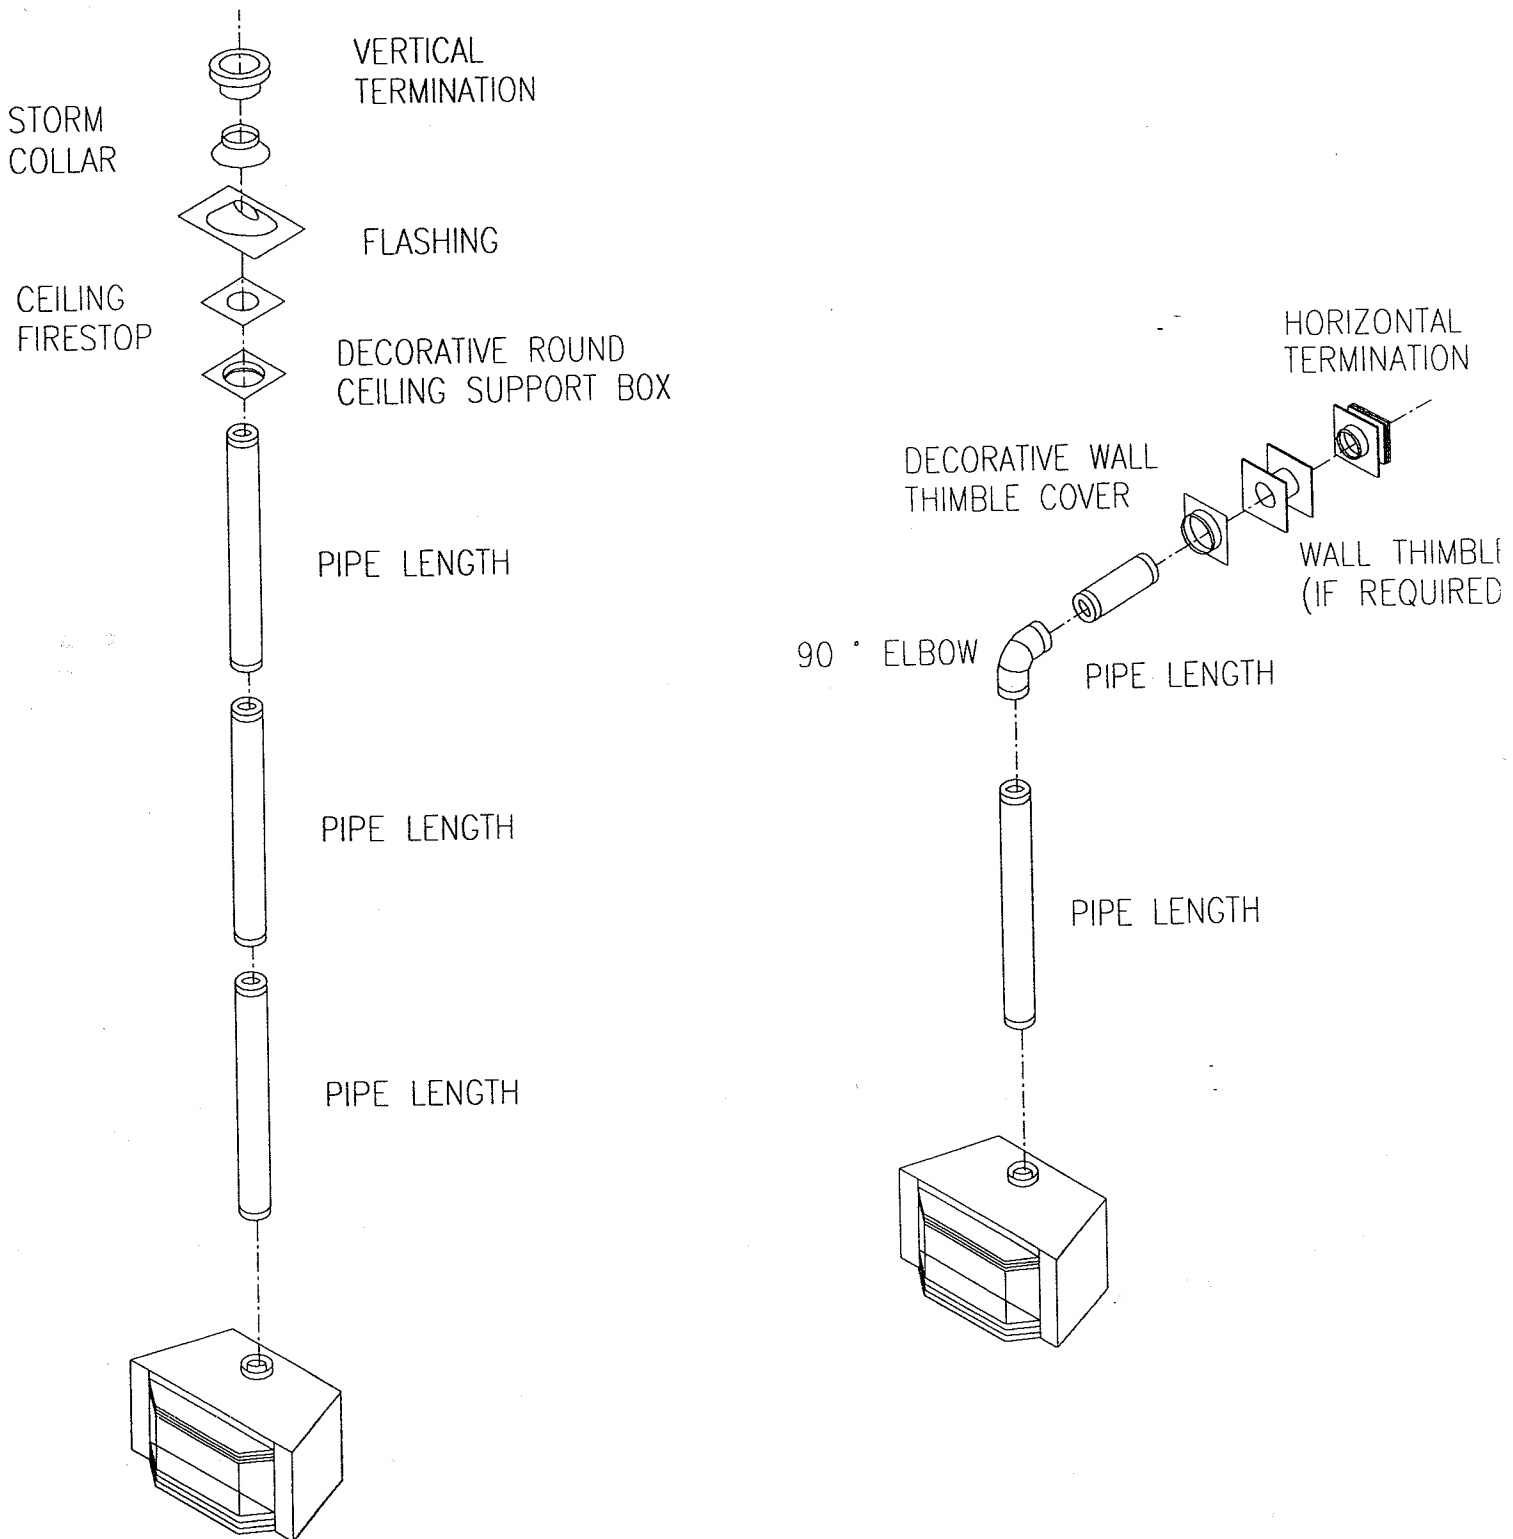 VERTICAL
TERMINATION
STORM
COLLAR
FLASHING
CEILING
FIRESTOP
DECORATIVE ROUND
CEILING SUPPORT BOX
PIPE LENGTH
PIPE LENGTH
PIPE LENGTH
HORIZONTAL
TERMINATION
DECORATIVE WALL
THIMBLE COVER
WALL THIMBLE
(IF REQUIRED
90 ° ELBOW
PIPE LENGTH
PIPE LENGTH